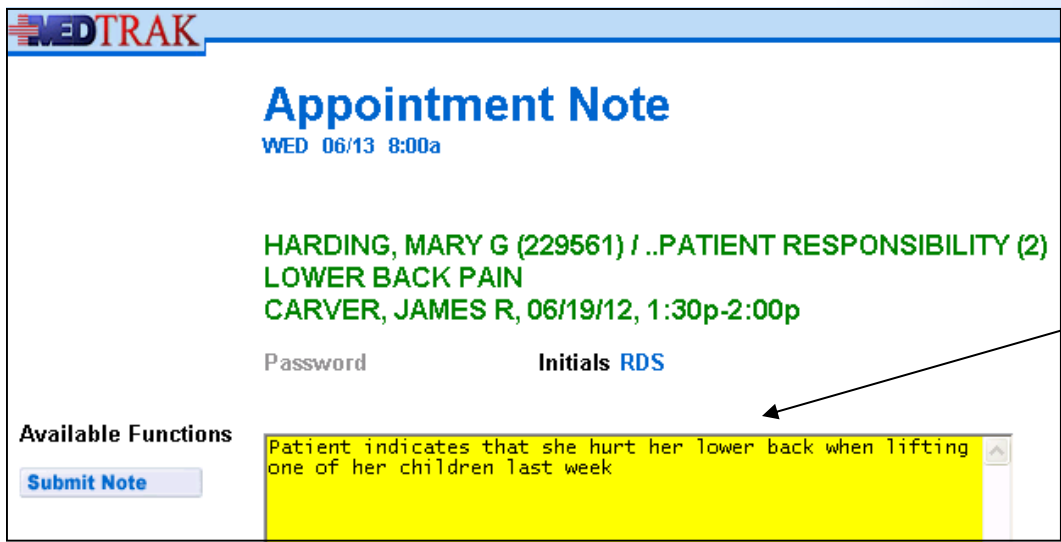 MEDTRAK
Appointment Note
WED 06/13 8:00a
HARDING, MARY G (229561) / ..PATIENT RESPONSIBILITY (2)
LOWER BACK PAIN
CARVER, JAMES R, 06/19/12, 1:30p-2:00p
Password Initials RDS
Available Functions
Submit Note
Patient indicates that she hurt her lower back when lifting
one of her children last week